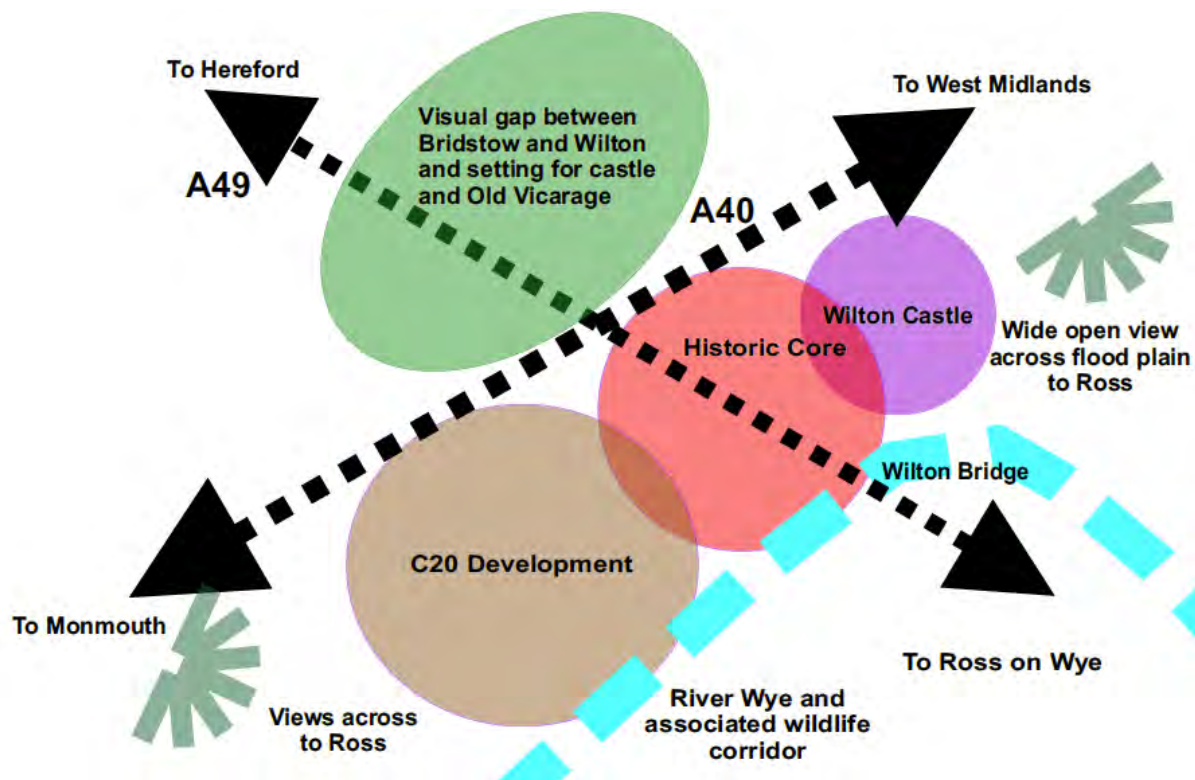 To Hereford
To West Midlands
Visual gap between
Bridstow and Wilton
and setting for castle
and Old Vicarage
A49
A40
Wilton Castle
Historic Core
Wide open view
across flood plain
to Ross
Wilton Bridge
C20 Development
To Monmouth
To Ross on Wye
Views across
to Ross
River Wye and
associated wildlife
corridor